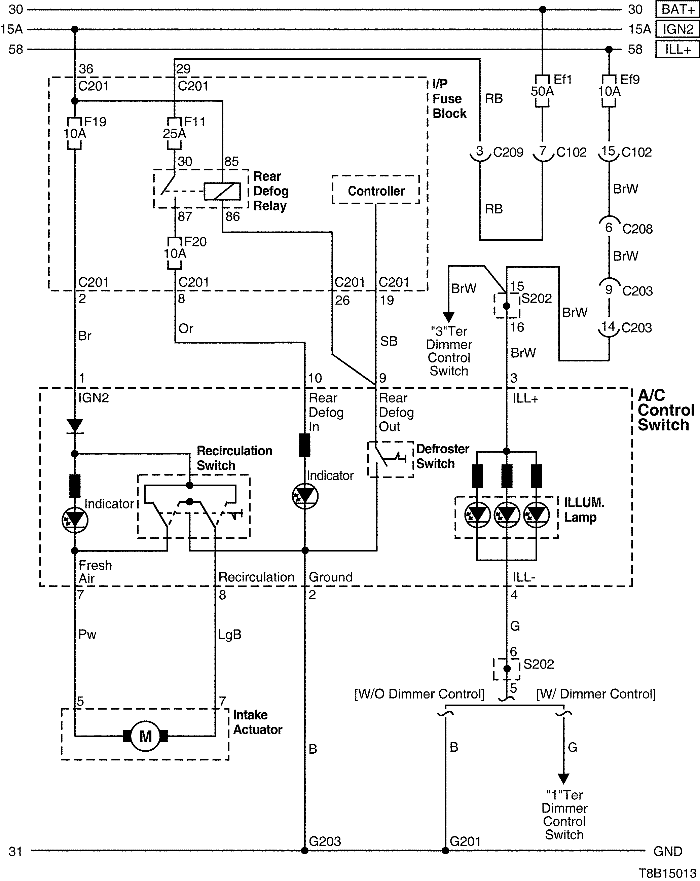 30 30 BAT+
15A 15A IGN2
58 58 ILL+
36 29
C201 C201
I/P
Fuse
Block
F19
10A
F11
25A
RB
Ef1
50A
Ef9
10A
3 C209 7 C102 15 C102
30 85
Rear
Defog
Relay
Controller
BrW
87 86
RB
6 C208
F20
10A
BrW
C201 C201 C201 C201
2 8 26 19
BrW
15
S202
9 C203
16
BrW
14 C203
Br
Or
SB
"3"Ter
Dimmer
Control
Switch
BrW
1 10 9 3
IGN2
Rear
Defog
In
Rear
Defog
Out
ILL+
A/C
Control
Switch
Recirculation
Switch
Defroster
Switch
Indicator
Indicator
ILLUM.
Lamp
Fresh
Air
Recirculation
Ground
ILL-
7 8 2 4
Pw
LgB
G
6
S202
5
[W/O Dimmer Control] [W/ Dimmer Control]
5 7
Intake
Actuator
M
B
B
G
"1"Ter
Dimmer
Control
Switch
G203 G201
31 GND
T8B15013